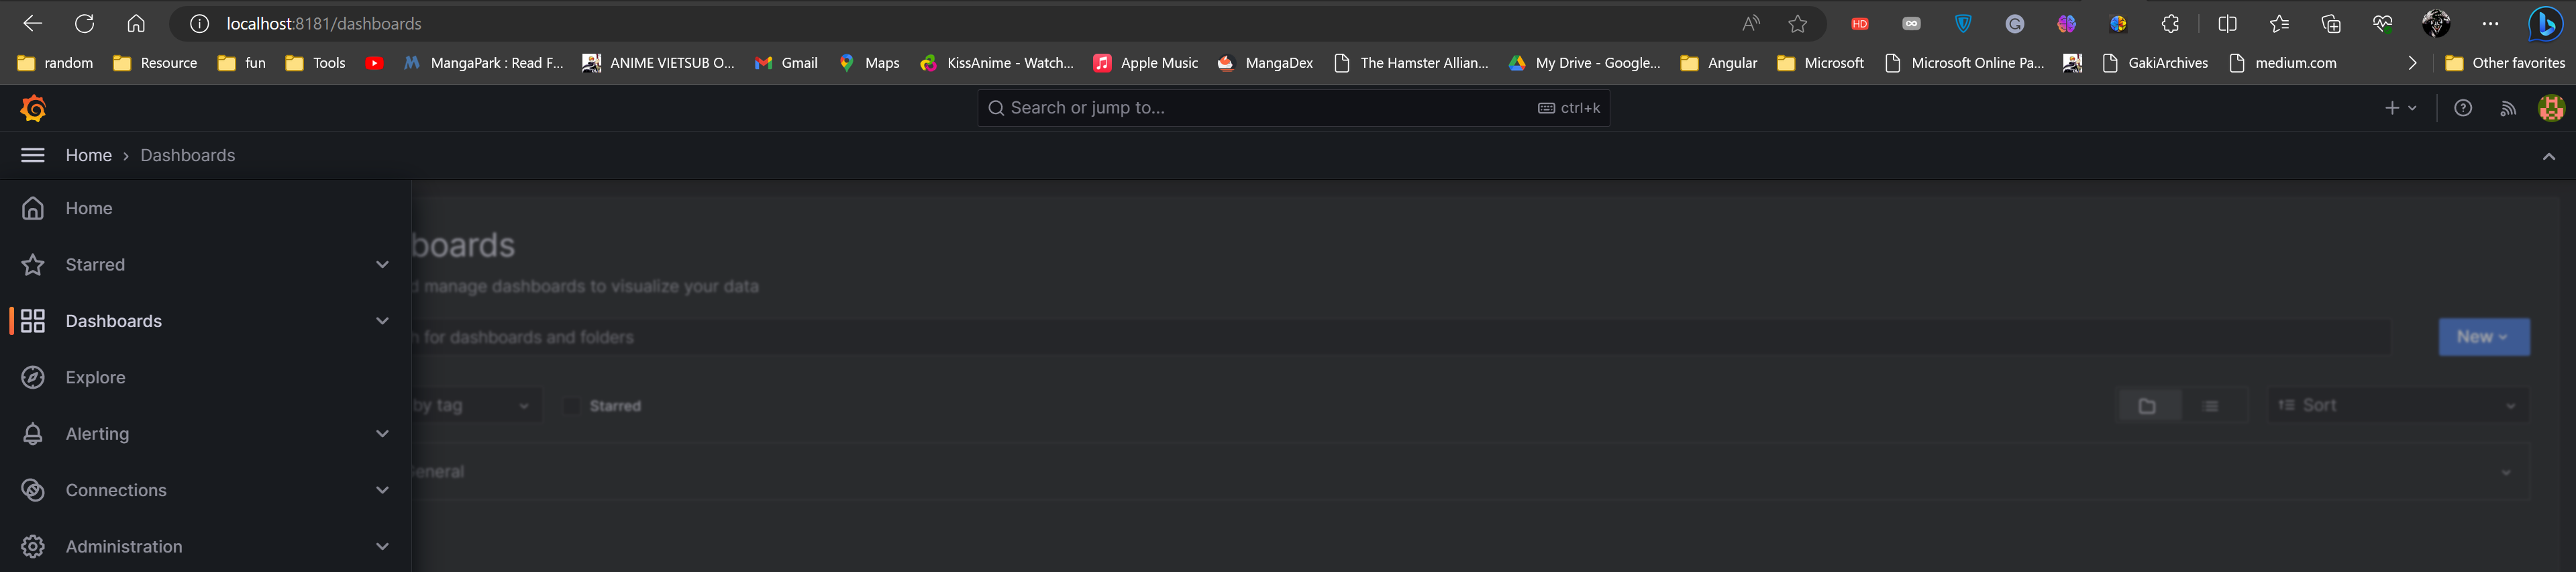 localhost:8181/dashboards
HD
random Resource fun Tools MangaPark : Read F... ANIME VIETSUB O... Gmail Maps KissAnime - Watch... Apple Music MangaDex The Hamster Allian... My Drive - Google... Angular Microsoft Microsoft Online Pa... GakiArchives medium.com Other favorites
Search or jump to... ctrl+k
Home › Dashboards
Home
boards
manage dashboards to visualize your data
Starred
Dashboards
for dashboards and folders
New
Explore
by tag
Starred
Sort
Alerting
eneral
Connections
Administration